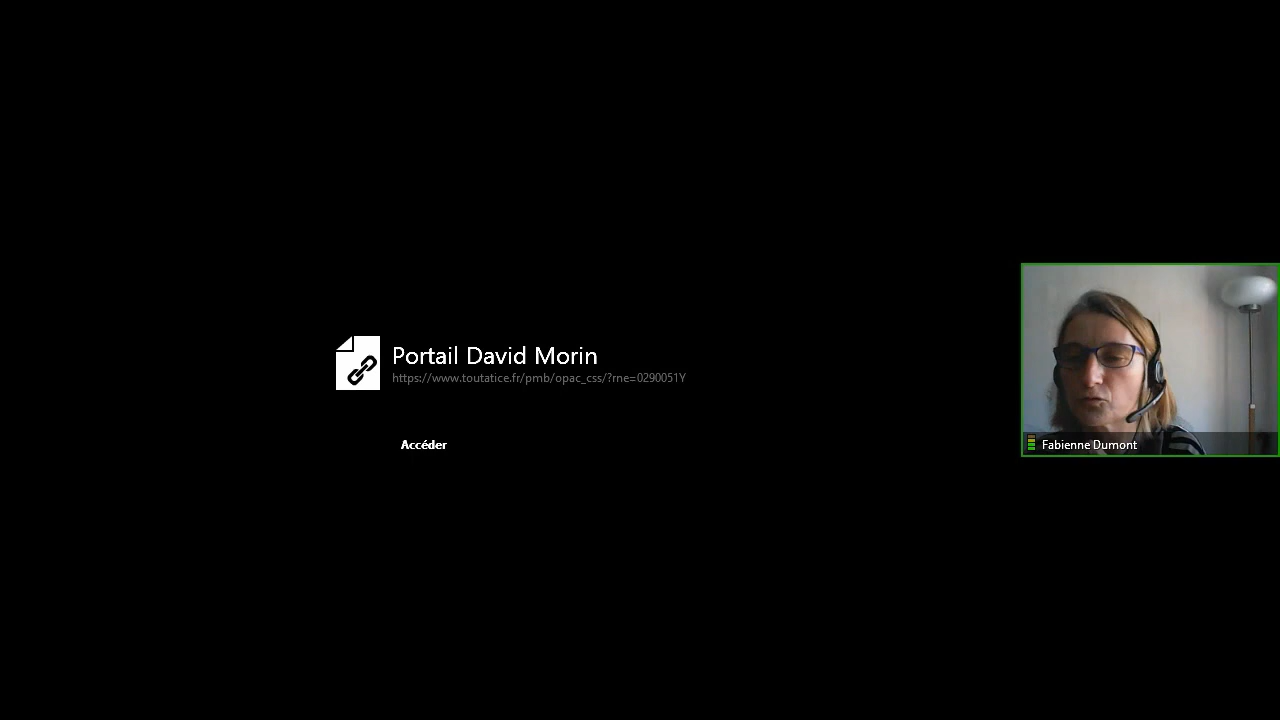 Portail David Morin
https://www.toutatice.fr/pmb/opac_css/?rne=0290051Y
Accéder
Fabienne Dumont